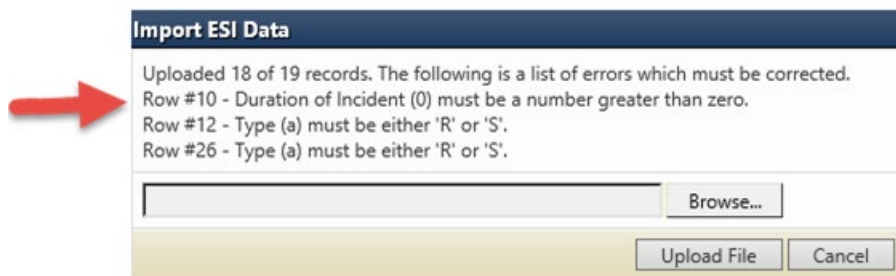 Import ESI Data
Uploaded 18 of 19 records. The following is a list of errors which must be corrected.
Row #10 - Duration of Incident (0) must be a number greater than zero.
Row #12 - Type (a) must be either 'R' or 'S'.
Row #26 - Type (a) must be either 'R' or 'S'.
Browse...
Upload File Cancel